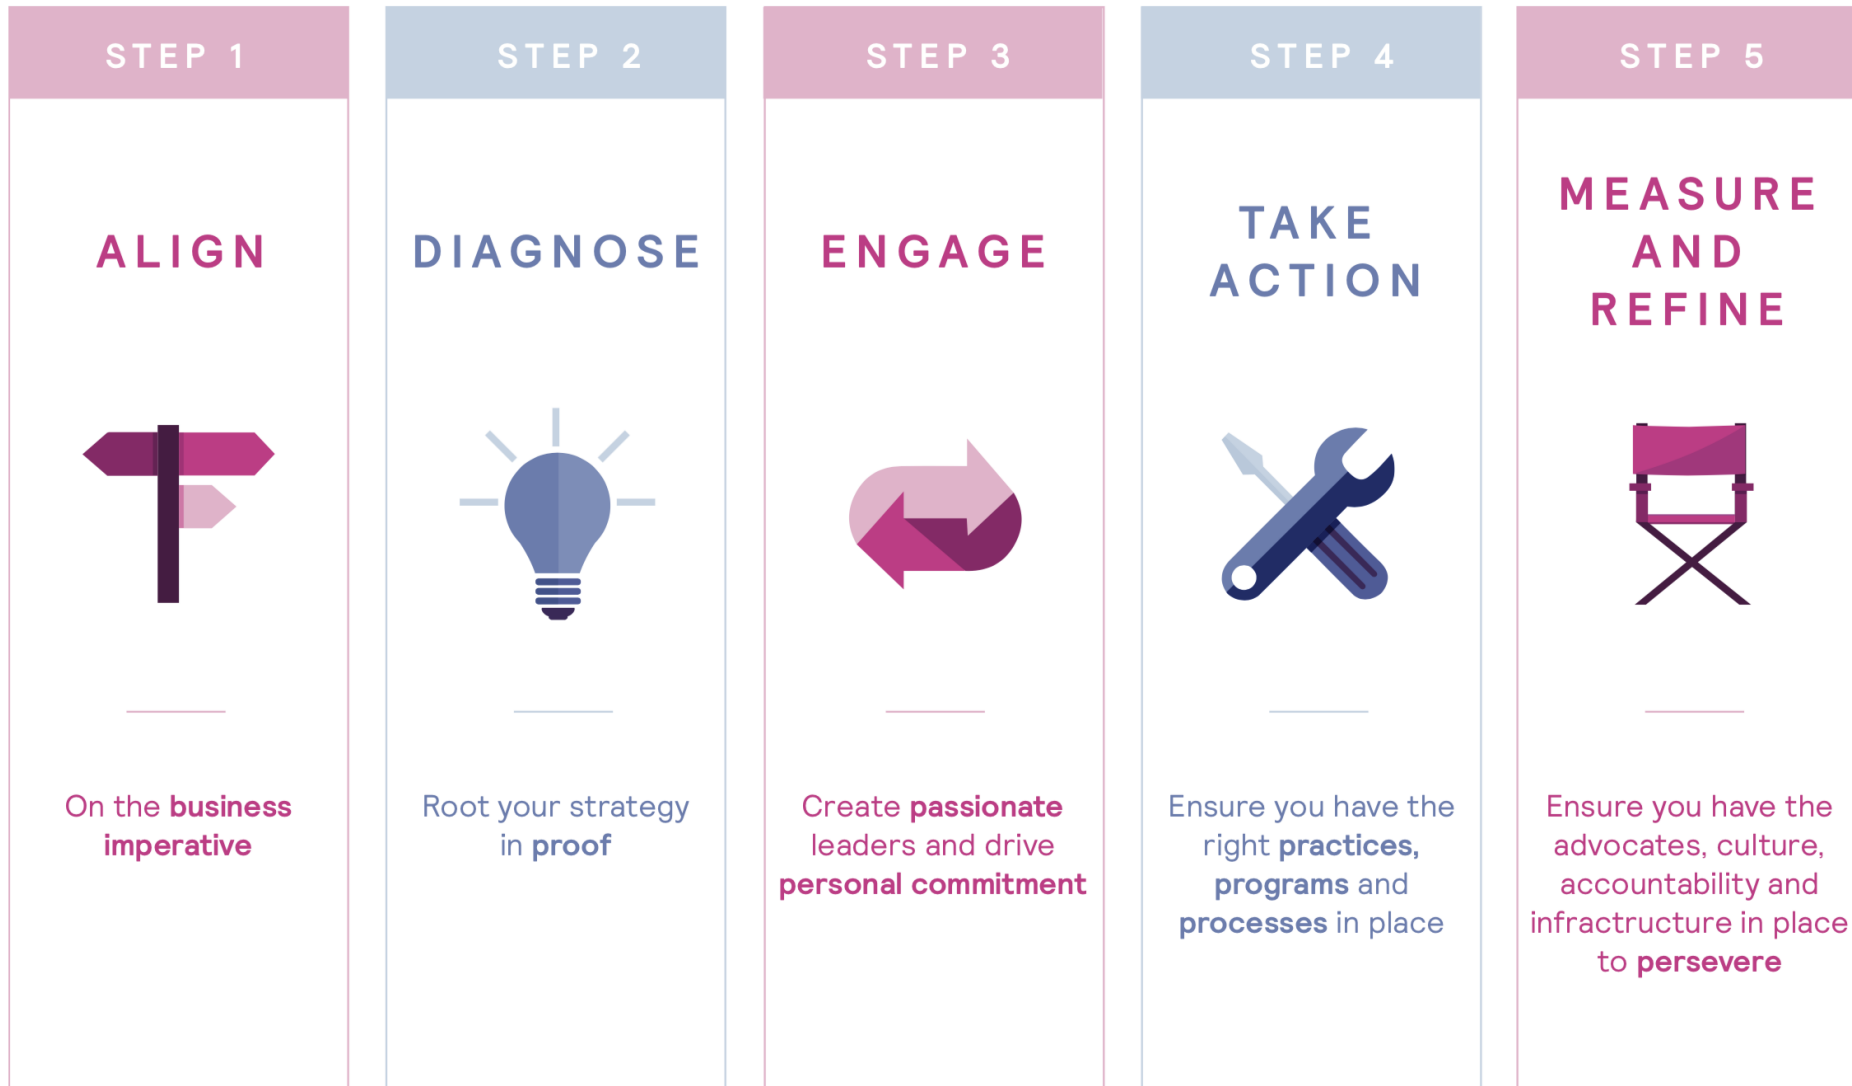 STEP 1
ALIGN
On the business
imperative
STEP 2
DIAGNOSE
Root your strategy
in proof
STEP 3
ENGAGE
Create passionate
leaders and drive
personal commitment
STEP 4
TAKE
ACTION
Ensure you have the
right practices,
programs and
processes in place
STEP 5
MEASURE
AND
REFINE
Ensure you have the
advocates, culture,
accountability and
infractructure in place
to persevere